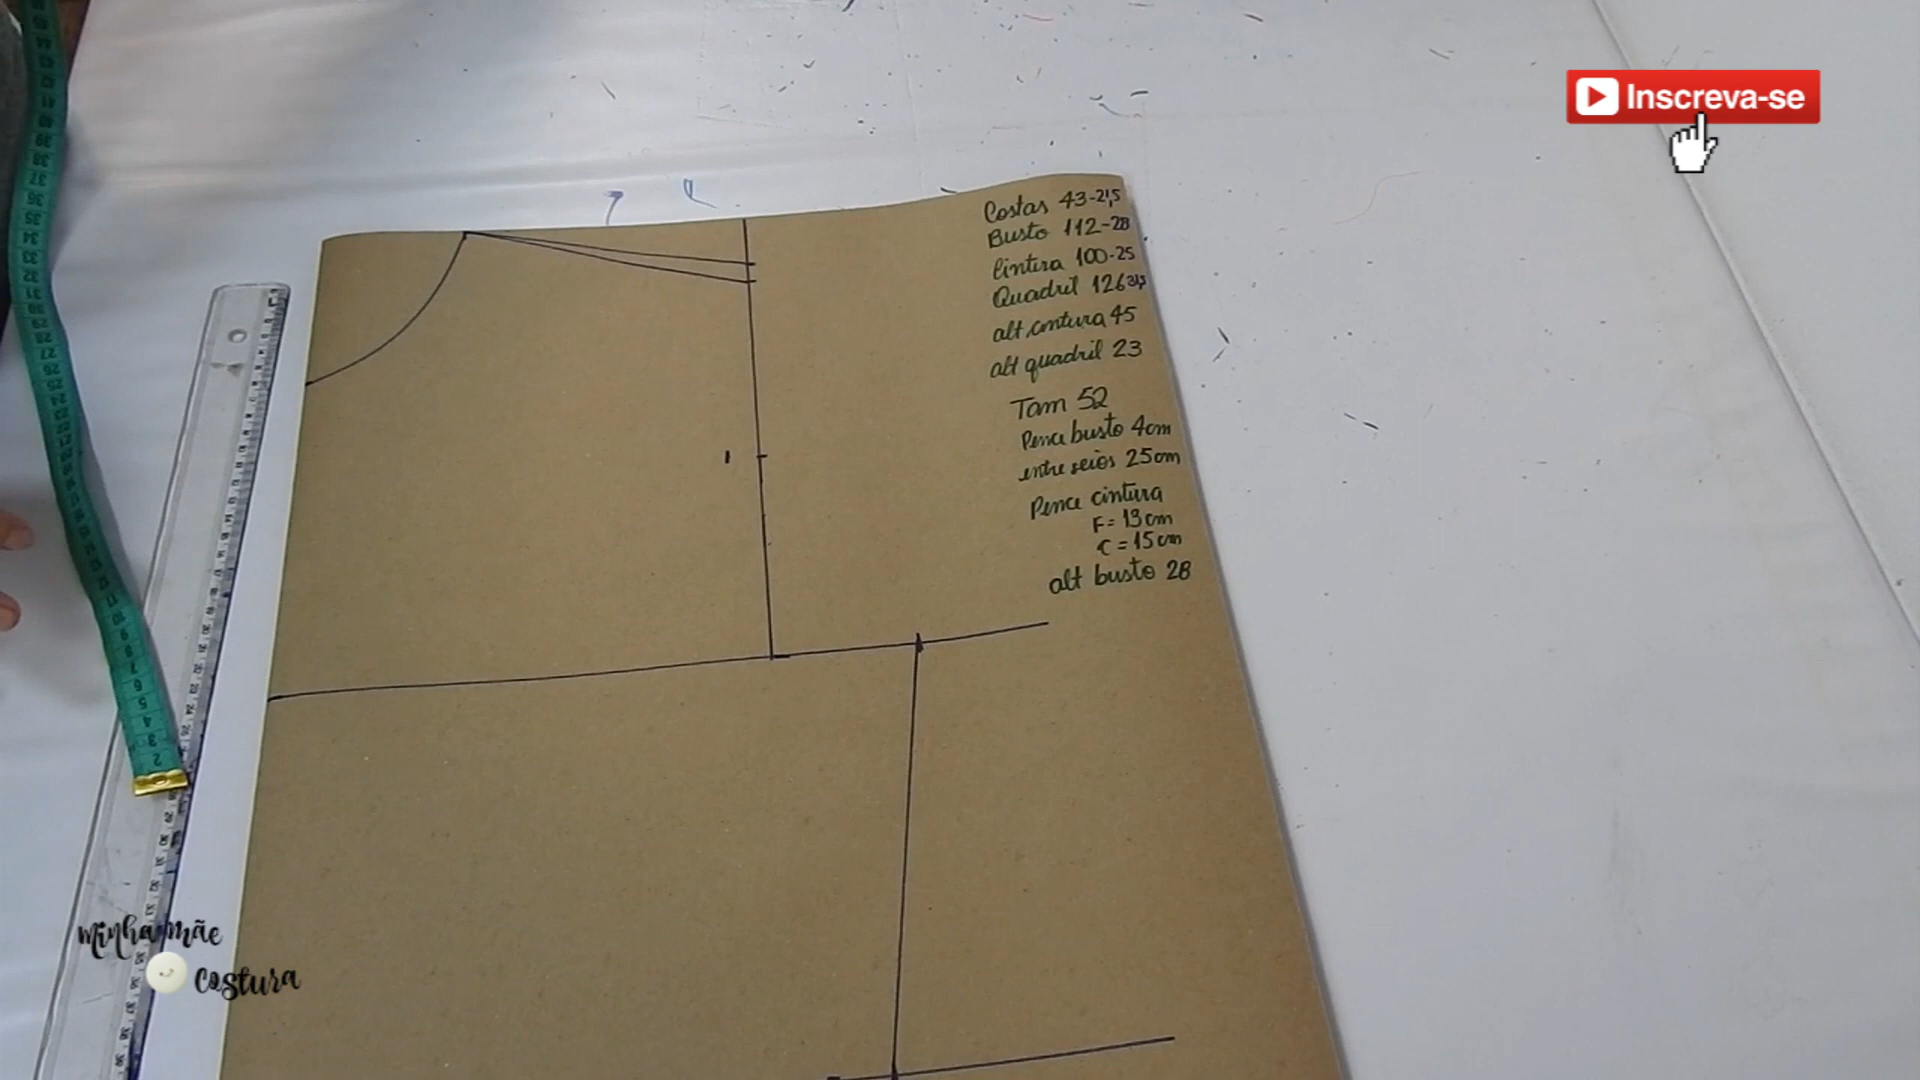 Inscreva-se
Costas 43-21,5
Busto 112-28
Cintura 100-25
Quadril 126 31,5
alt cintura 45
alt quadril 23
Tam 52
Pence busto 4cm
entre seios 25cm
Pence cintura
F = 13cm
C = 15cm
alt busto 28
minha mãe
costura